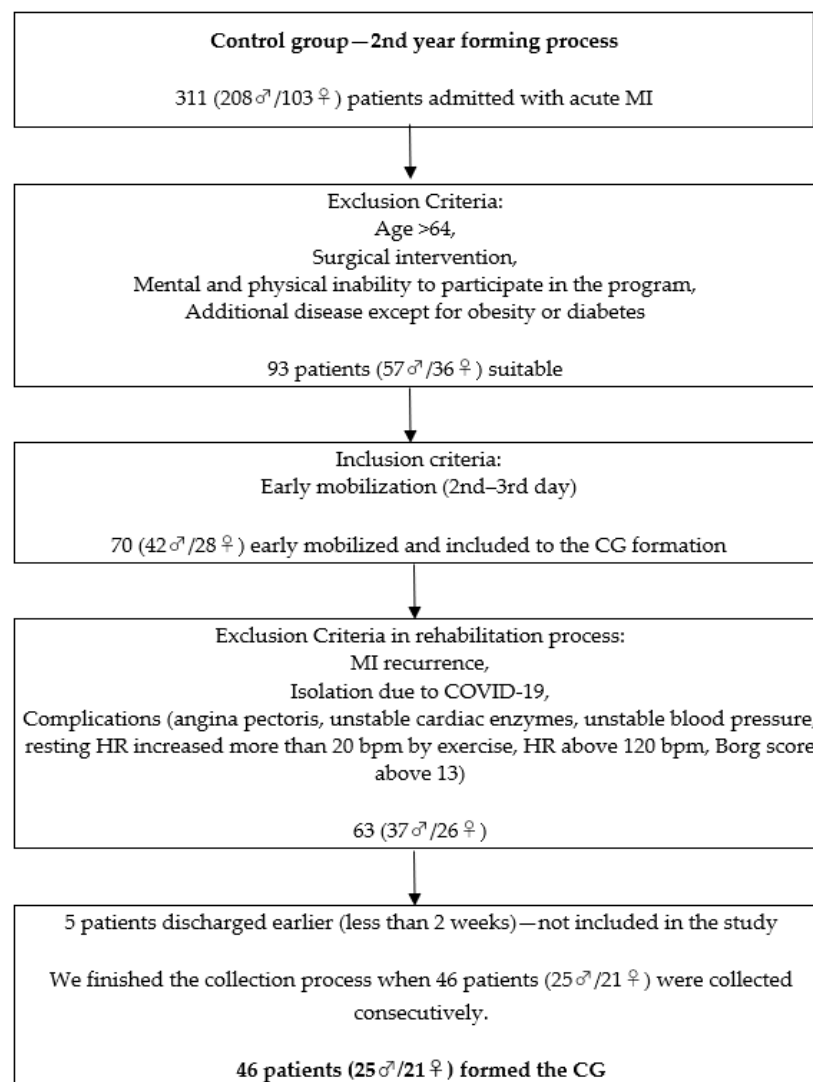 Control group—2nd year forming process
311 (208♂/103♀) patients admitted with acute MI
Exclusion Criteria:
Age >64,
Surgical intervention,
Mental and physical inability to participate in the program,
Additional disease except for obesity or diabetes
93 patients (57♂/36♀) suitable
Inclusion criteria:
Early mobilization (2nd–3rd day)
70 (42♂/28♀) early mobilized and included to the CG formation
Exclusion Criteria in rehabilitation process:
MI recurrence,
Isolation due to COVID-19,
Complications (angina pectoris, unstable cardiac enzymes, unstable blood pressure,
resting HR increased more than 20 bpm by exercise, HR above 120 bpm, Borg score
above 13)
63 (37♂/26♀)
5 patients discharged earlier (less than 2 weeks)—not included in the study
We finished the collection process when 46 patients (25♂/21♀) were collected
consecutively.
46 patients (25♂/21♀) formed the CG